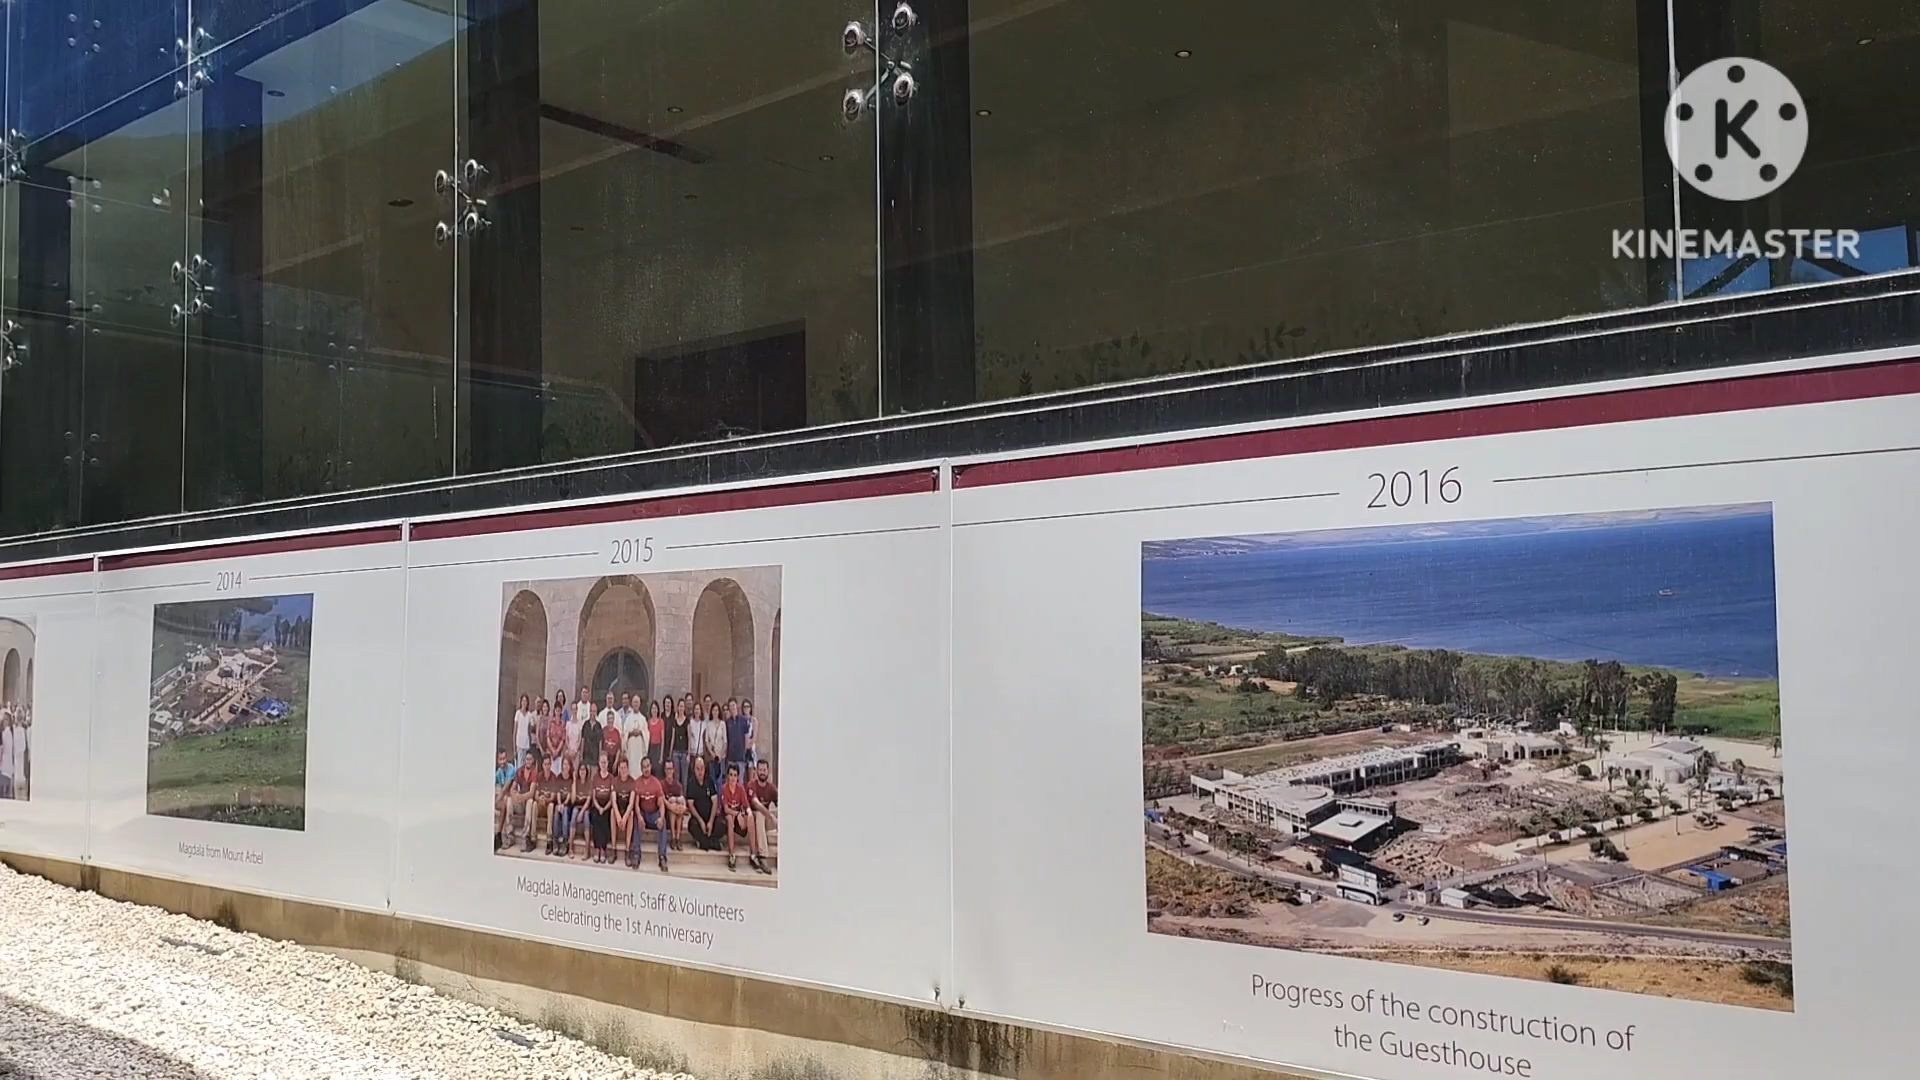 K
KINEMASTER
2014
Magdala from Mount Arbel
2015
Magdala Management, Staff & Volunteers
Celebrating the 1st Anniversary
2016
Progress of the construction of
the Guesthouse